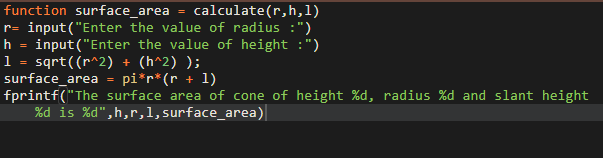 function surface_area = calculate(r,h,l)
r= input("Enter the value of radius :")
h = input("Enter the value of height :")
l = sqrt((r^2) + (h^2) );
surface_area = pi*r*(r + l)
fprintf("The surface area of cone of height %d, radius %d and slant height
%d is %d",h,r,l,surface_area)